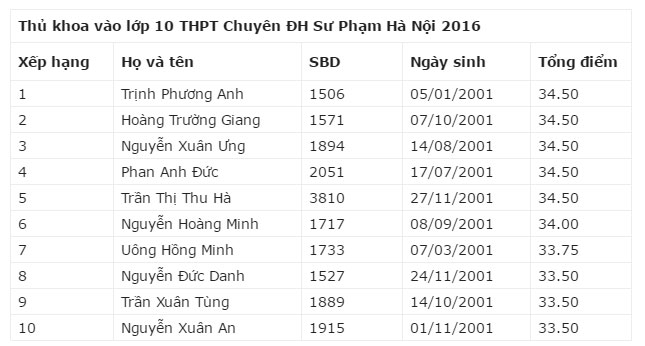 Thủ khoa vào lớp 10 THPT Chuyên ĐH Sư Phạm Hà Nội 2016
Xếp hạng Họ và tên SBD Ngày sinh Tổng điểm
1 Trịnh Phương Anh 1506 05/01/2001 34.50
2 Hoàng Trường Giang 1571 07/10/2001 34.50
3 Nguyễn Xuân Ưng 1894 14/08/2001 34.50
4 Phan Anh Đức 2051 17/07/2001 34.50
5 Trần Thị Thu Hà 3810 27/11/2001 34.50
6 Nguyễn Hoàng Minh 1717 08/09/2001 34.00
7 Uông Hồng Minh 1733 07/03/2001 33.75
8 Nguyễn Đức Danh 1527 24/11/2001 33.50
9 Trần Xuân Tùng 1889 14/10/2001 33.50
10 Nguyễn Xuân An 1915 01/11/2001 33.50